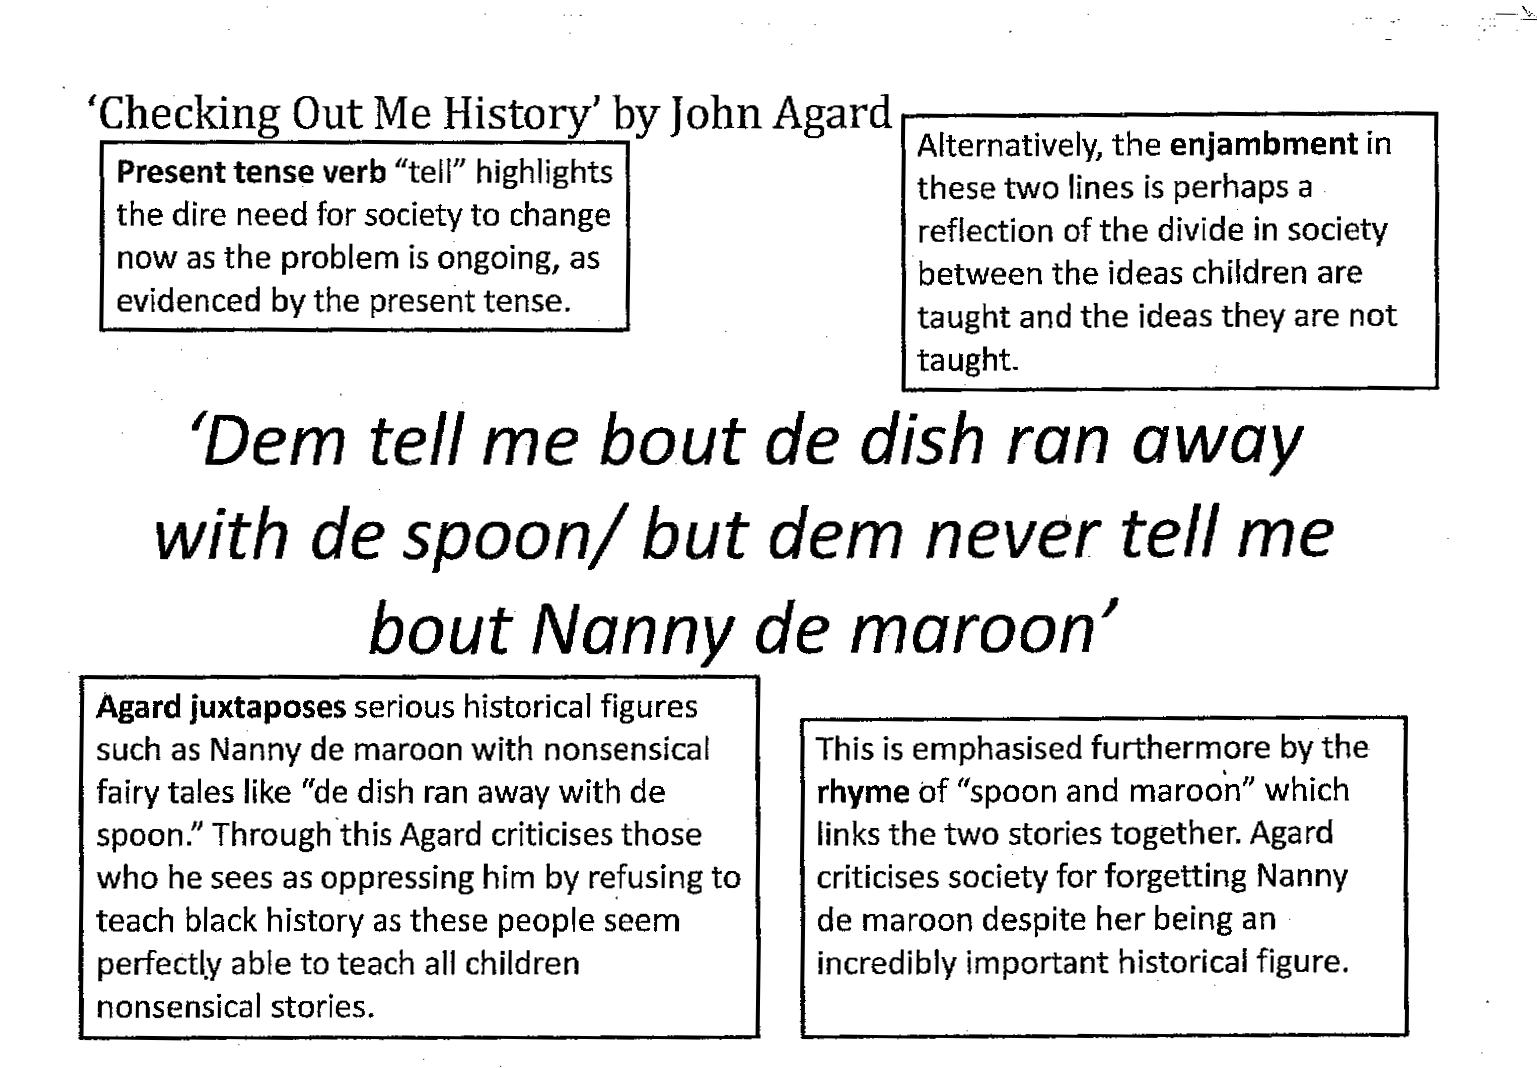 ‘Checking Out Me History’ by John Agard
Present tense verb “tell” highlights
the dire need for society to change
now as the problem is ongoing, as
evidenced by the present tense.
Alternatively, the enjambment in
these two lines is perhaps a
reflection of the divide in society
between the ideas children are
taught and the ideas they are not
taught.
‘Dem tell me bout de dish ran away
with de spoon/ but dem never tell me
bout Nanny de maroon’
Agard juxtaposes serious historical figures
such as Nanny de maroon with nonsensical
fairy tales like “de dish ran away with de
spoon.” Through this Agard criticises those
who he sees as oppressing him by refusing to
teach black history as these people seem
perfectly able to teach all children
nonsensical stories.
This is emphasised furthermore by the
rhyme of “spoon and maroon” which
links the two stories together. Agard
criticises society for forgetting Nanny
de maroon despite her being an
incredibly important historical figure.